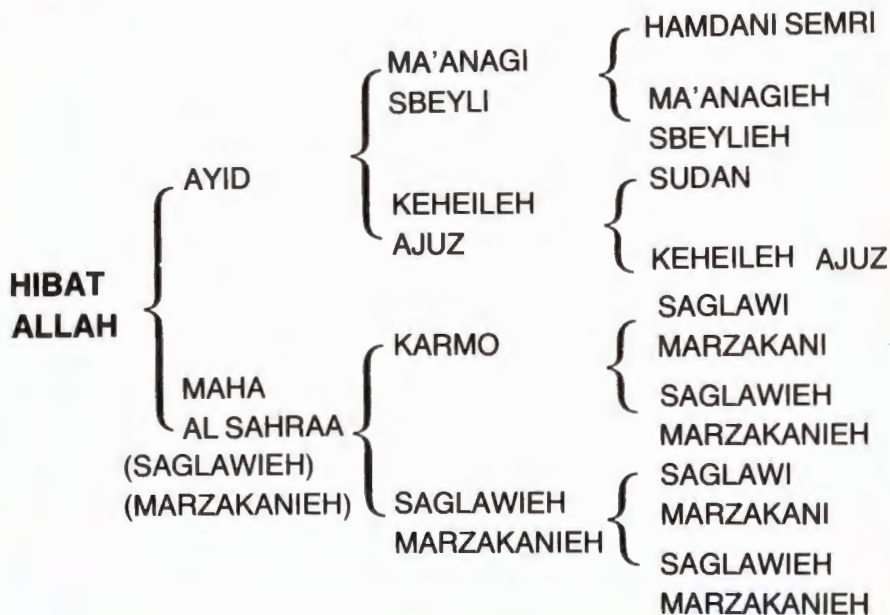 HIBAT
ALLAH
AYID
MAHA
AL SAHRAA
(SAGLAWIEH)
(MARZAKANIEH)
MA'ANAGI
SBEYLI
KEHEILEH
AJUZ
KARMO
SAGLAWIEH
MARZAKANIEH
HAMDANI SEMRI
MA'ANAGIEH
SBEYLIEH
SUDAN
KEHEILEH AJUZ
SAGLAWI
MARZAKANI
SAGLAWIEH
MARZAKANIEH
SAGLAWI
MARZAKANI
SAGLAWIEH
MARZAKANIEH